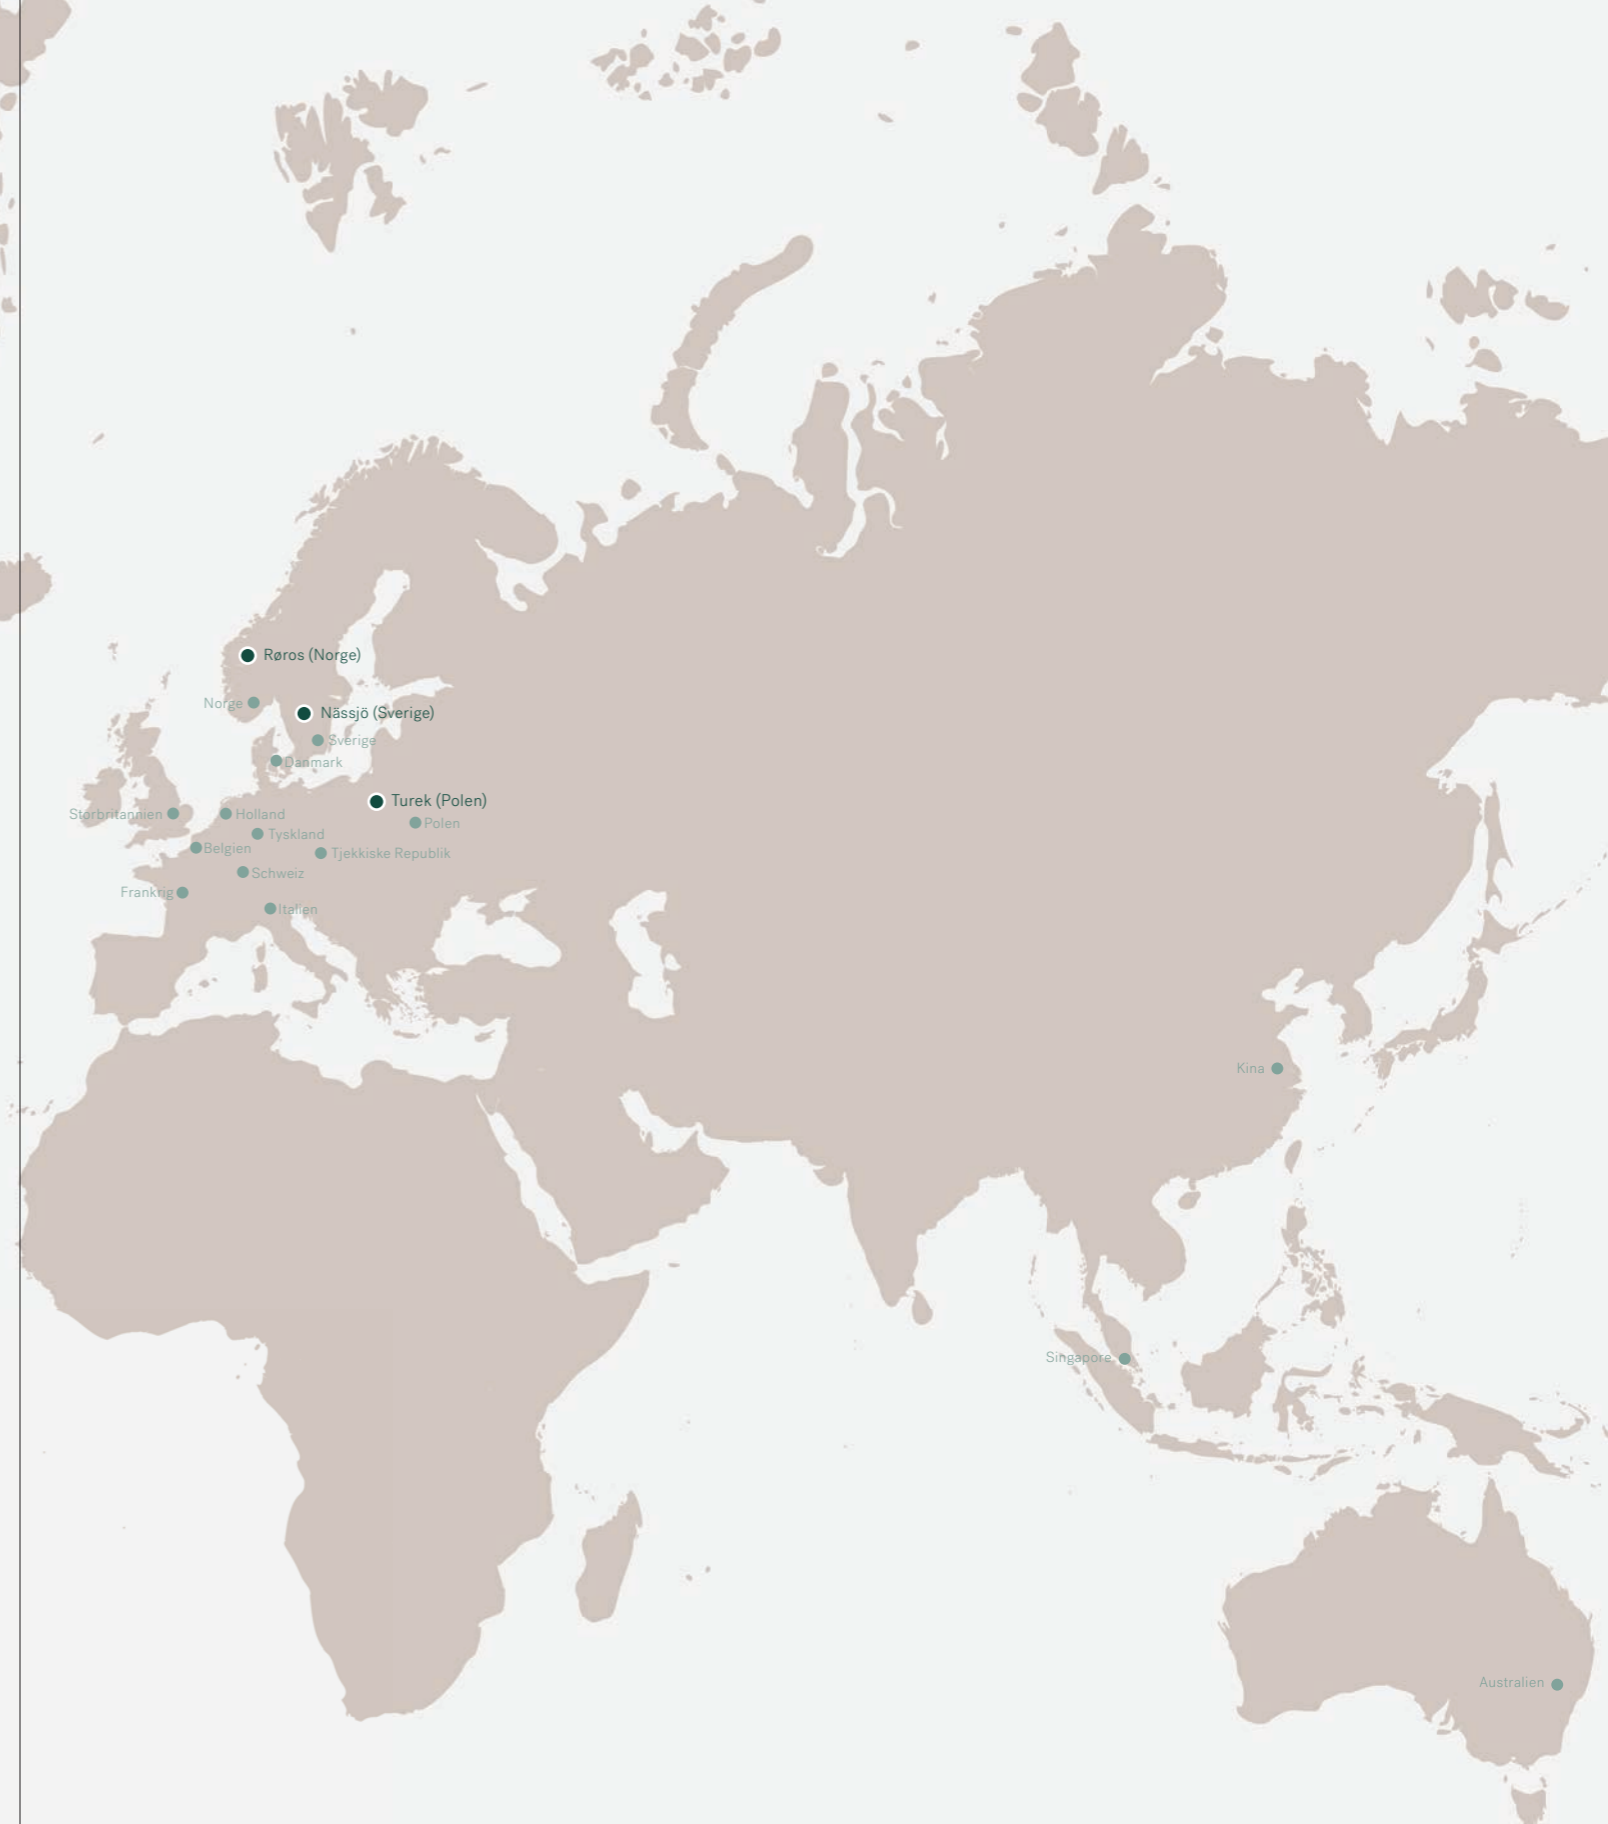 Røros (Norge)
Norge
Nässjö (Sverige)
Sverige
Danmark
Turek (Polen)
Storbritannien
Holland
Polen
Tyskland
Belgien
Tjekkiske Republik
Schweiz
Frankrig
Italien
Kina
Singapore
Australien